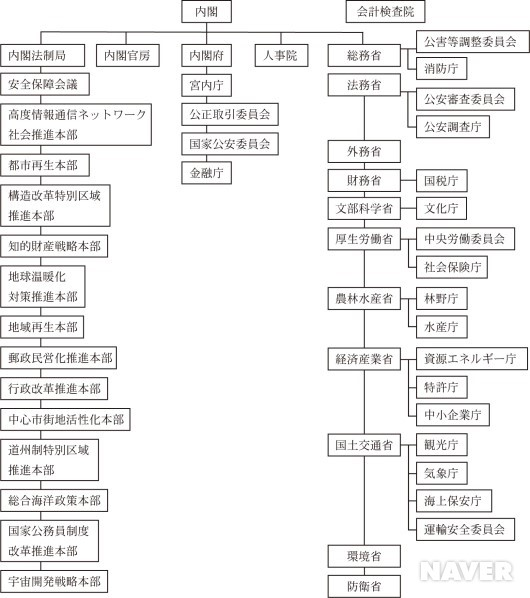 内閣
会計検査院
内閣法制局
内閣官房
内閣府
人事院
総務省
公害等調整委員会
消防庁
安全保障会議
高度情報通信ネットワーク
社会推進本部
都市再生本部
構造改革特別区域
推進本部
知的財産戦略本部
地球温暖化
対策推進本部
地域再生本部
郵政民営化推進本部
行政改革推進本部
中心市街地活性化本部
道州制特別区域
推進本部
総合海洋政策本部
国家公務員制度
改革推進本部
宇宙開発戦略本部
宮内庁
公正取引委員会
国家公安委員会
金融庁
法務省
公安審査委員会
公安調査庁
外務省
財務省
国税庁
文部科学省
文化庁
厚生労働省
中央労働委員会
社会保険庁
農林水産省
林野庁
水産庁
経済産業省
資源エネルギー庁
特許庁
中小企業庁
国土交通省
観光庁
気象庁
海上保安庁
運輸安全委員会
環境省
防衛省
NAVER